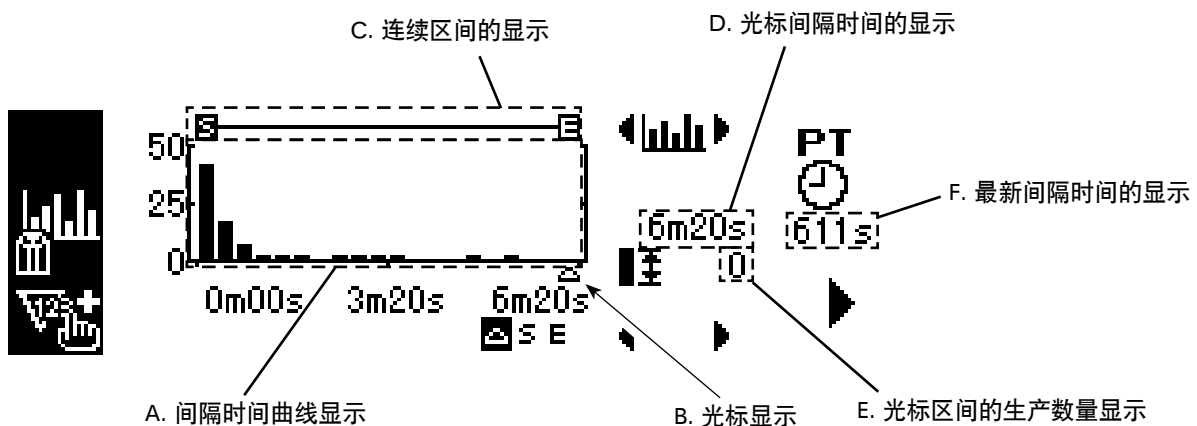 C. 连续区间的显示
D. 光标间隔时间的显示
S
E
50
25
0
PT
F. 最新间隔时间的显示
6m20s
611s
0
0m00s 3m20s 6m20s
S E
123
A. 间隔时间曲线显示
B. 光标显示
E. 光标区间的生产数量显示